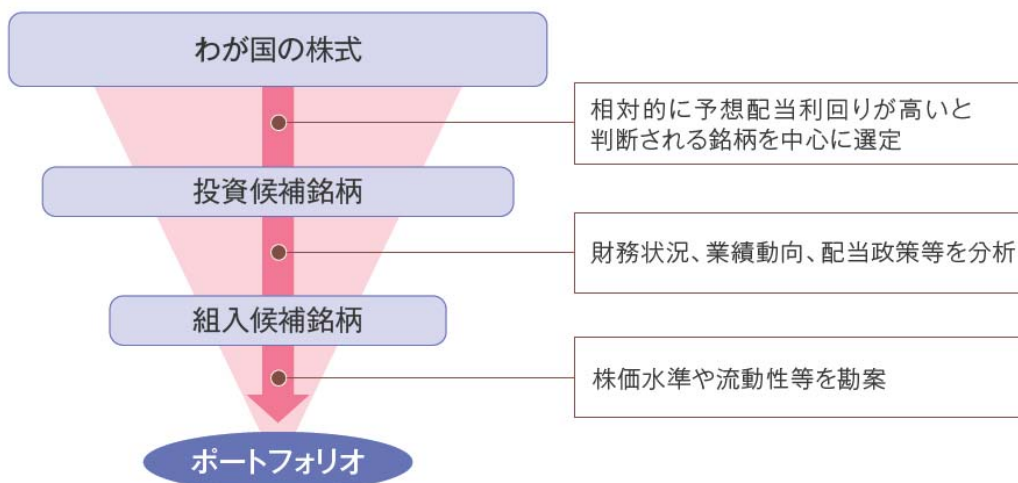 わが国の株式
相対的に予想配当利回りが高いと
判断される銘柄を中心に選定
投資候補銘柄
財務状況、業績動向、配当政策等を分析
組入候補銘柄
株価水準や流動性等を勘案
ポートフォリオ